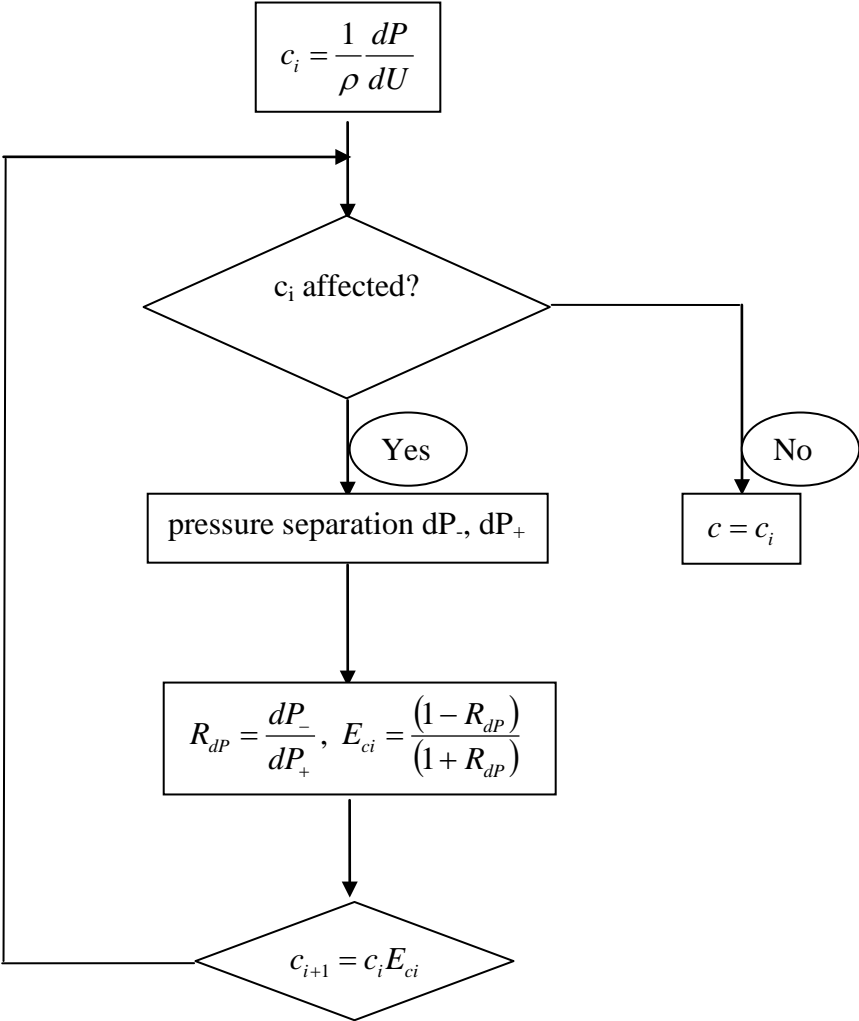 c_i = \frac{1}{\rho} \frac{dP}{dU}
c_i affected?
Yes
No
pressure separation dP_-, dP_+
c = c_i
R_{dP} = \frac{dP_-}{dP_+}, E_{ci} = \frac{(1 - R_{dP})}{(1 + R_{dP})}
c_{i+1} = c_i E_{ci}